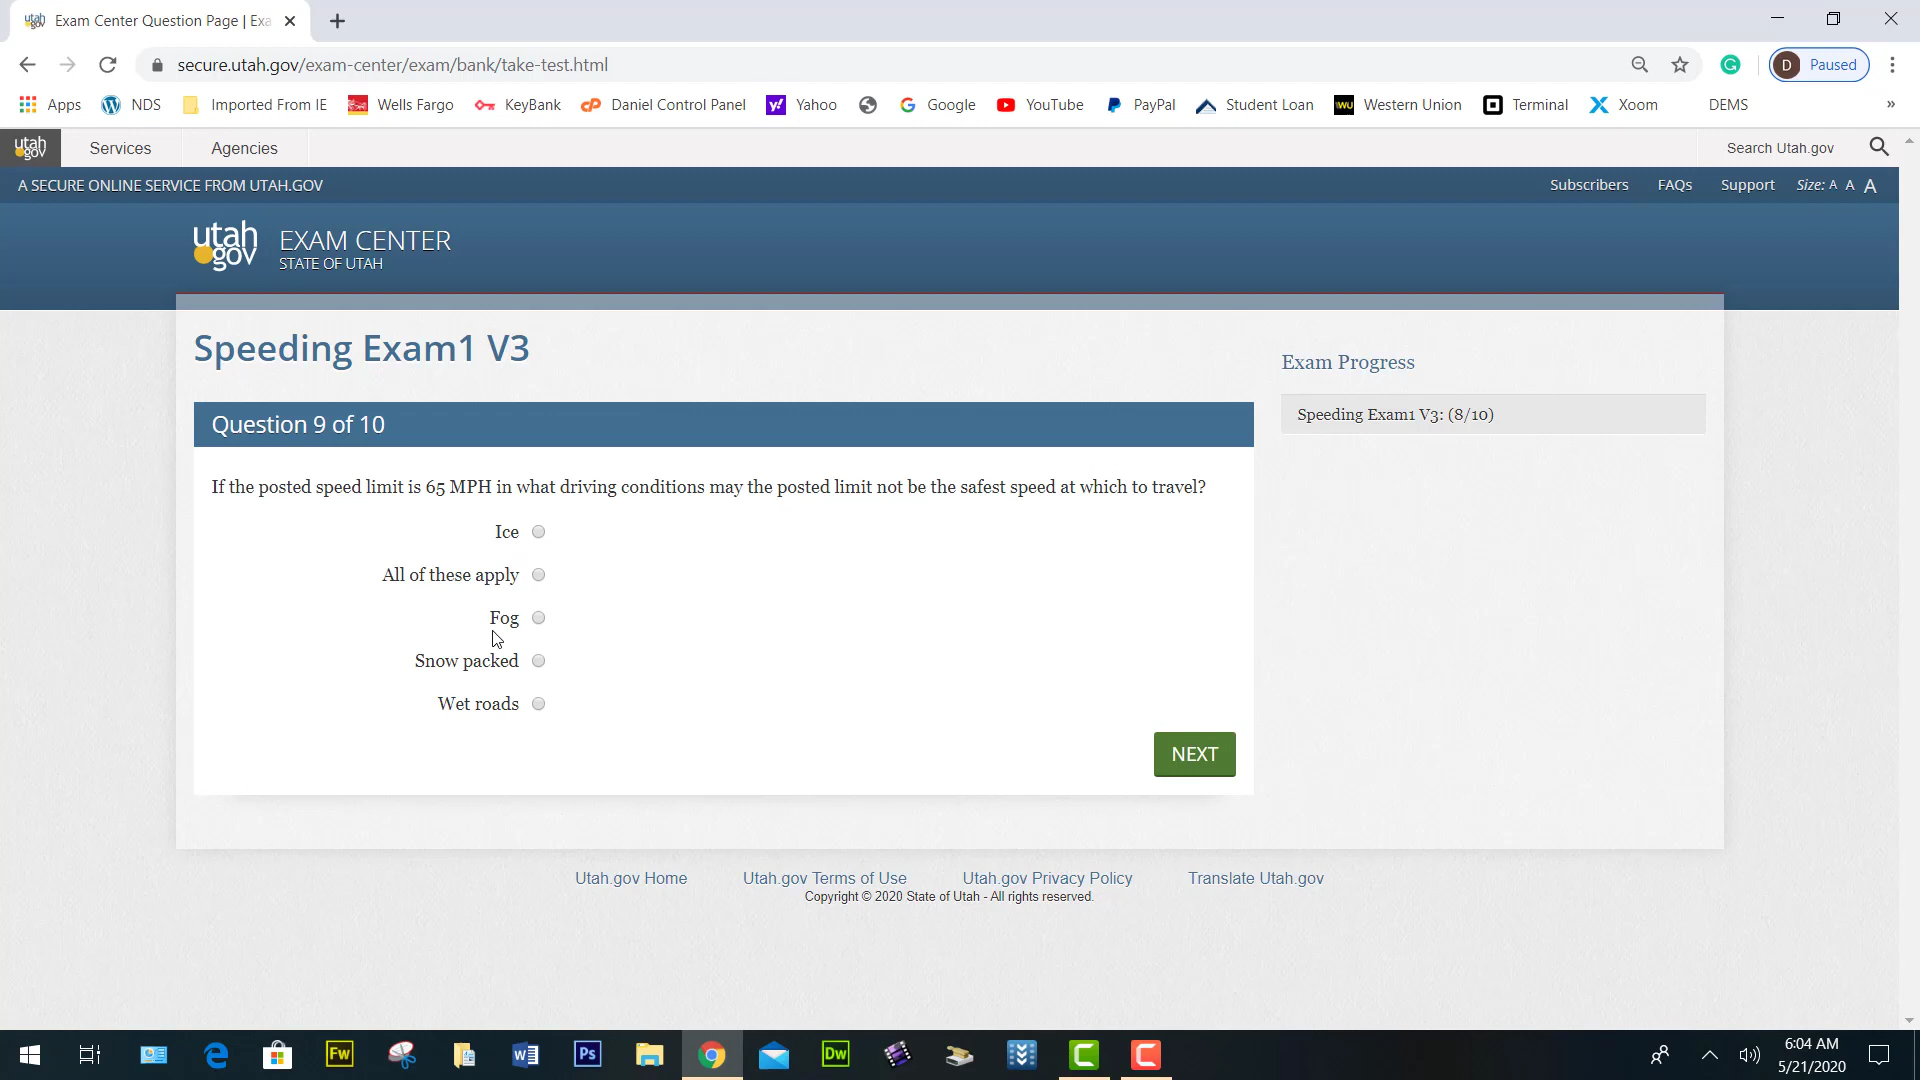 Exam Center Question Page | Exa
secure.utah.gov/exam-center/exam/bank/take-test.html
D Paused
Apps NDS Imported From IE Wells Fargo KeyBank Daniel Control Panel Yahoo Google YouTube PayPal Student Loan WU Western Union Terminal Xoom DEMS »
utah gov Services Agencies Search Utah.gov
A SECURE ONLINE SERVICE FROM UTAH.GOV Subscribers FAQs Support Size: A A A
utah gov EXAM CENTER
STATE OF UTAH
Speeding Exam1 V3
Exam Progress
Speeding Exam1 V3: (8/10)
Question 9 of 10
If the posted speed limit is 65 MPH in what driving conditions may the posted limit not be the safest speed at which to travel?
Ice
All of these apply
Fog
Snow packed
Wet roads
NEXT
Utah.gov Home Utah.gov Terms of Use Utah.gov Privacy Policy Translate Utah.gov
Copyright © 2020 State of Utah - All rights reserved.
Fw Ps Dw
6:04 AM
5/21/2020